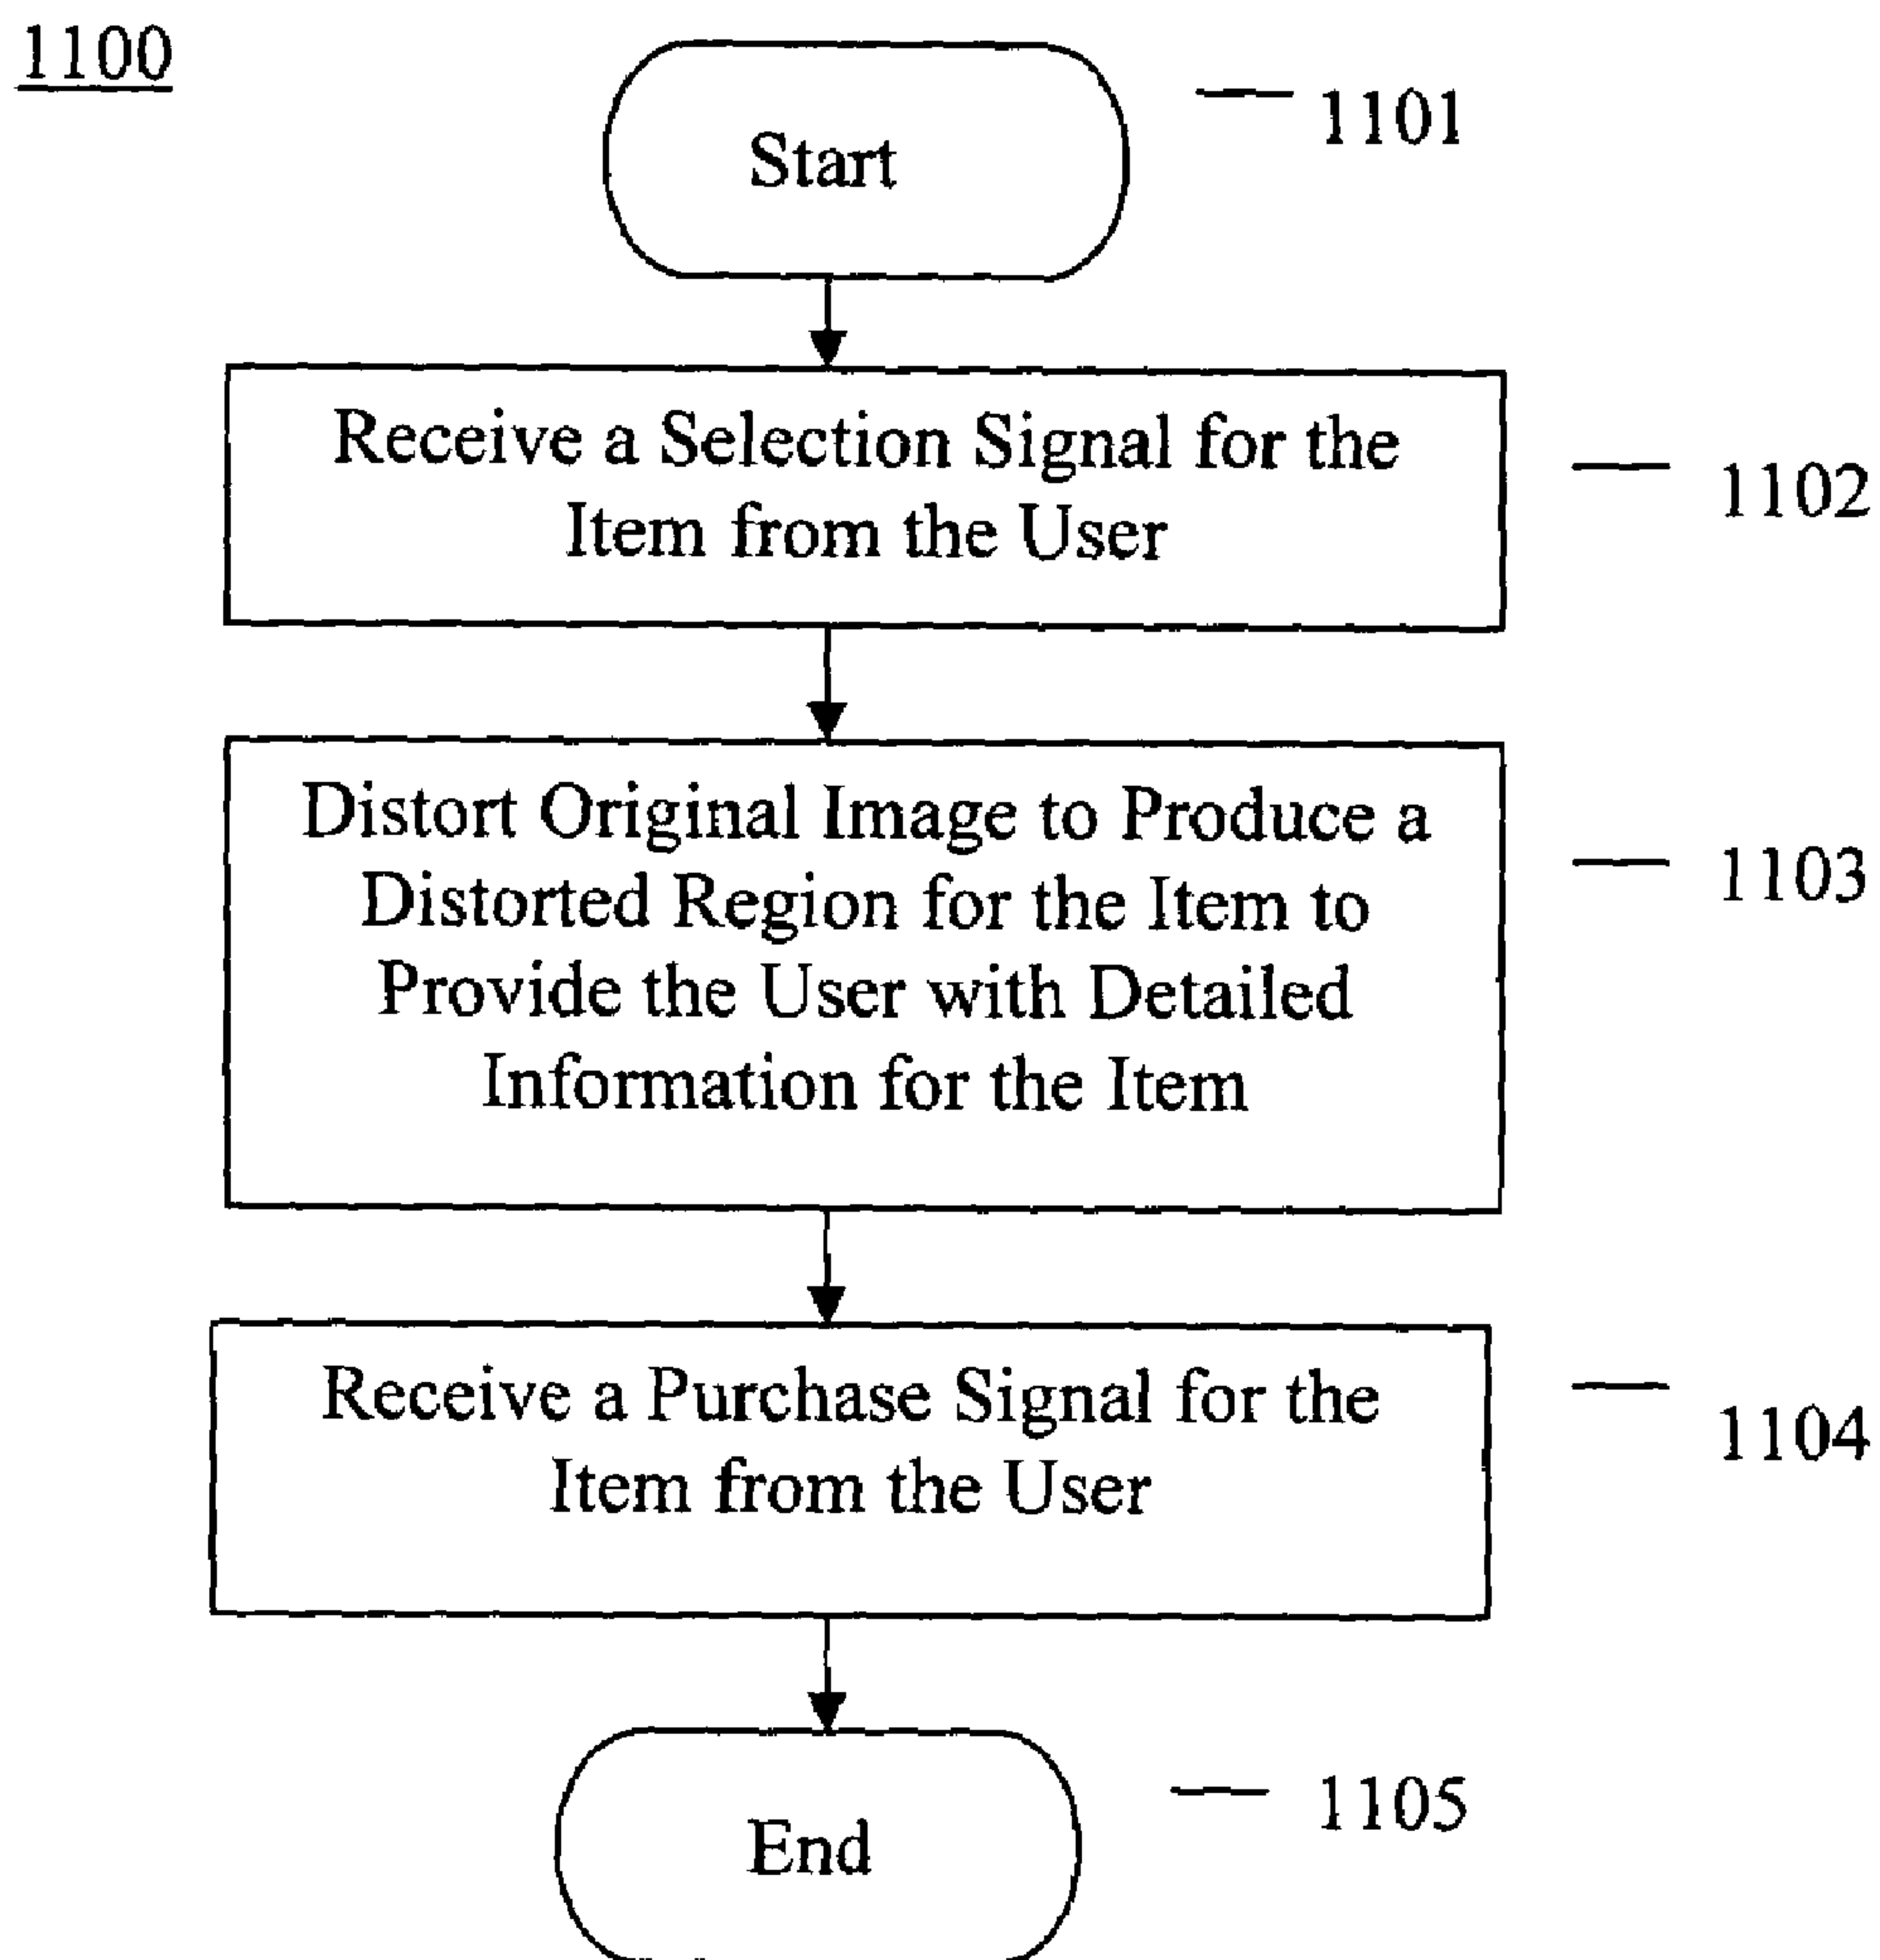 1100
Start
1101
Receive a Selection Signal for the
Item from the User
1102
Distort Original Image to Produce a
Distorted Region for the Item to
Provide the User with Detailed
Information for the Item
1103
Receive a Purchase Signal for the
Item from the User
1104
End
1105